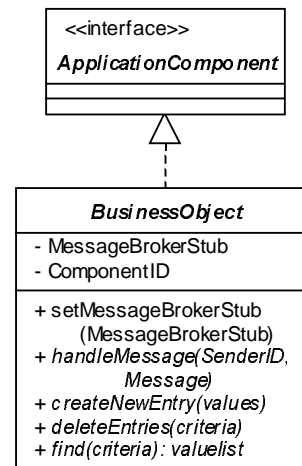 <<interface>>
ApplicationComponent
BusinessObject
- MessageBrokerStub
- ComponentID
+ setMessageBrokerStub
(MessageBrokerStub)
+ handleMessage(SenderID,
Message)
+ createNewEntry(values)
+ deleteEntries(criteria)
+ find(criteria): valuelist